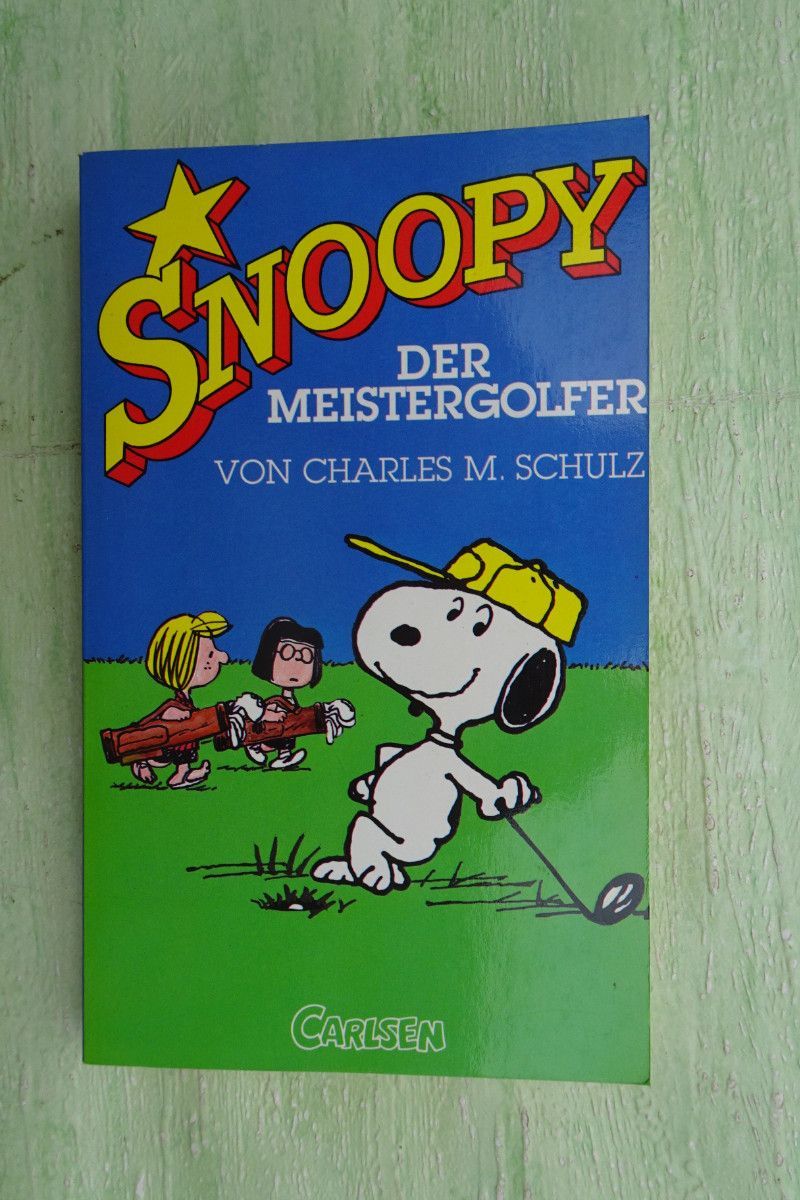 SNOOPY
DER
MEISTERGOLFER
VON CHARLES M. SCHULZ
CARLSEN